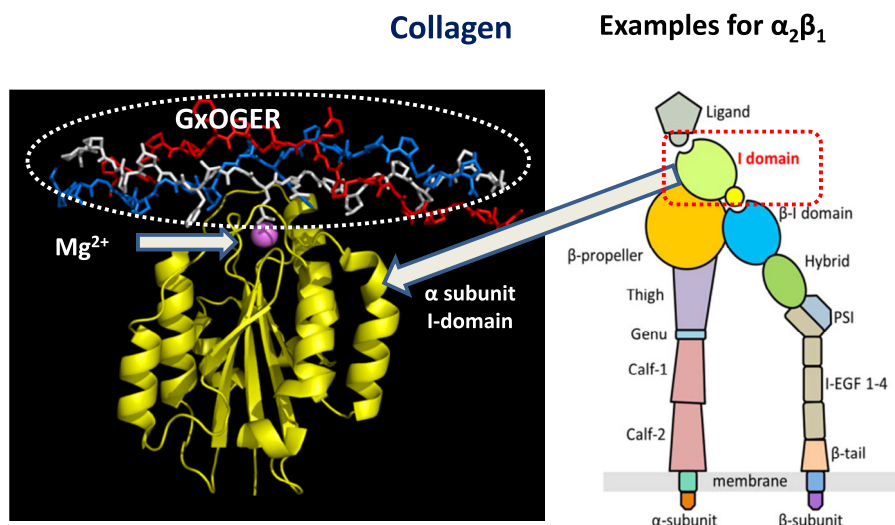 Collagen
Examples for α₂β₁
GxOGER
Mg²⁺
α subunit
I-domain
Ligand
I domain
β-I domain
β-propeller
Hybrid
Thigh
PSI
Genu
Calf-1
I-EGF 1-4
Calf-2
β-tail
membrane
α-subunit
β-subunit